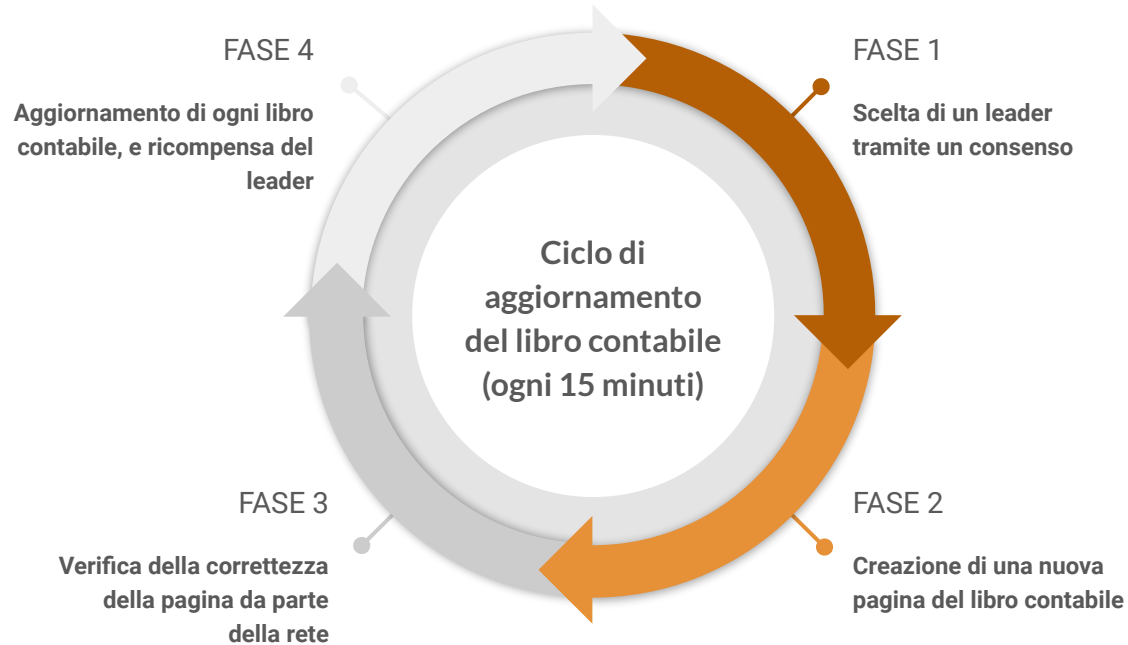 FASE 4
Aggiornamento di ogni libro
contabile, e ricompensa del
leader
FASE 1
Scelta di un leader
tramite un consenso
Ciclo di
aggiornamento
del libro contabile
(ogni 15 minuti)
FASE 3
Verifica della correttezza
della pagina da parte
della rete
FASE 2
Creazione di una nuova
pagina del libro contabile